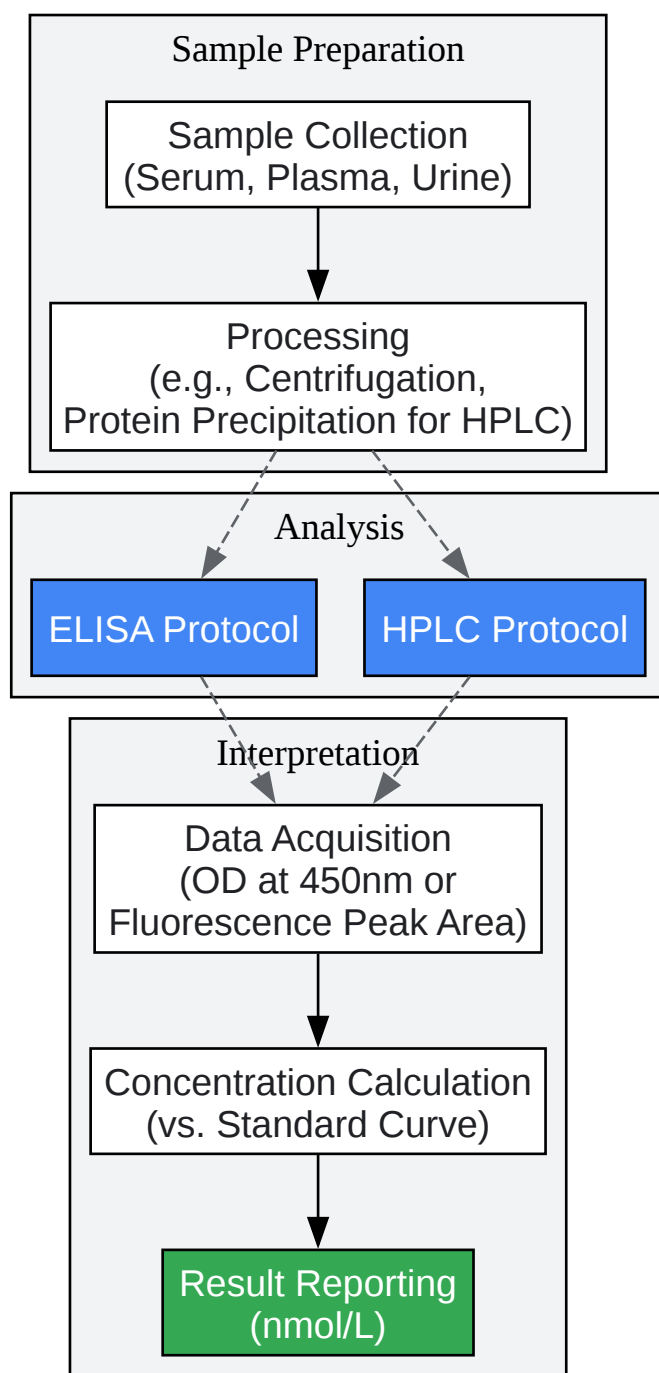 Sample Preparation
Sample Collection
(Serum, Plasma, Urine)
Processing
(e.g., Centrifugation,
Protein Precipitation for HPLC)
Analysis
ELISA Protocol
HPLC Protocol
Interpretation
Data Acquisition
(OD at 450nm or
Fluorescence Peak Area)
Concentration Calculation
(vs. Standard Curve)
Result Reporting
(nmol/L)